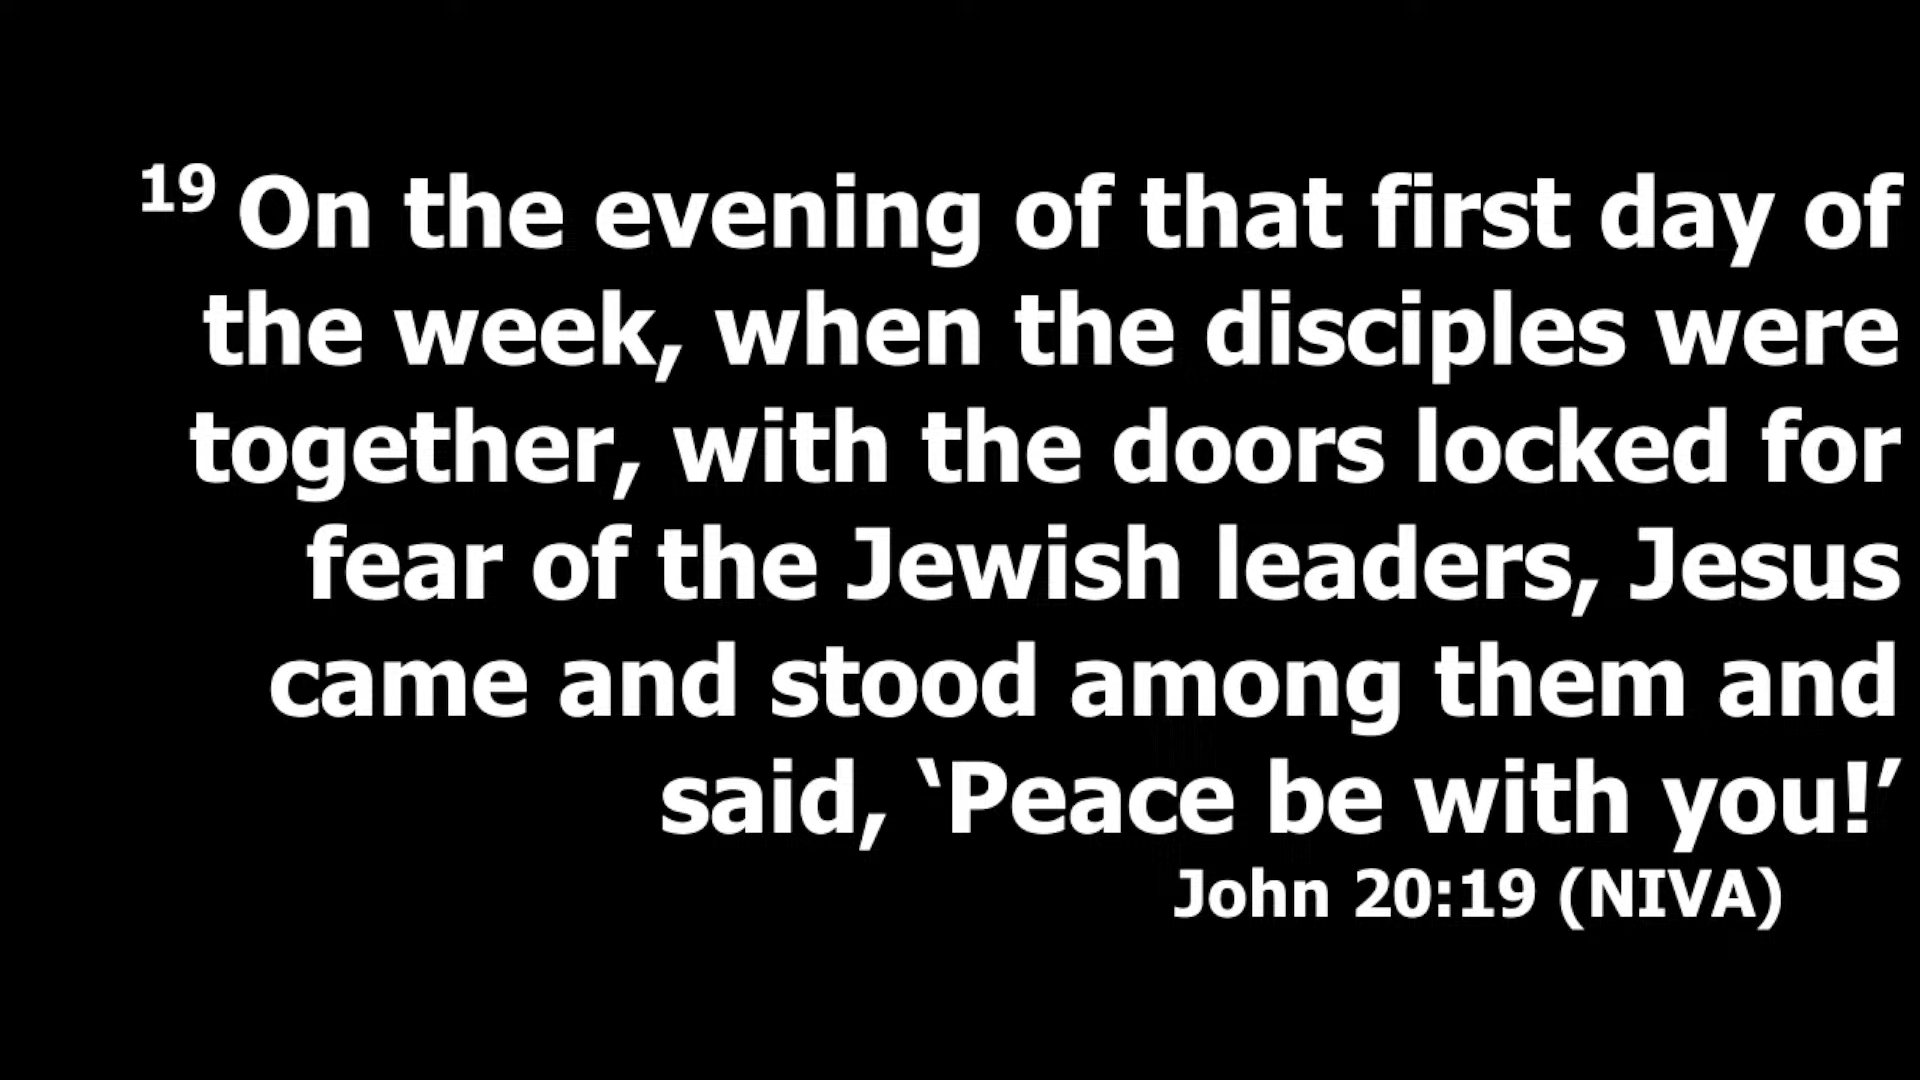 19 On the evening of that first day of
the week, when the disciples were
together, with the doors locked for
fear of the Jewish leaders, Jesus
came and stood among them and
said, ‘Peace be with you!’
John 20:19 (NIVA)